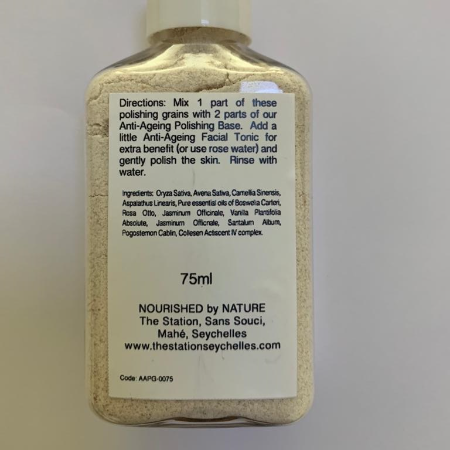 Directions: Mix 1 part of these
polishing grains with 2 parts of our
Anti-Ageing Polishing Base. Add a
little Anti-Ageing Facial Tonic for
extra benefit (or use rose water) and
gently polish the skin. Rinse with
water.
Ingredients: Oryza Sativa, Avena Sativa, Camellia Sinensis,
Aspalathus Linearis, Pure essential oils of Boswelia Carteri,
Rosa Otto, Jasminum Officinale, Vanilla Planifolia
Absolute, Jasminum Officnale, Santalum Album,
Pogostemon Cablin, Collesen Actiscent IV complex.
75ml
NOURISHED by NATURE
The Station, Sans Souci,
Mahé, Seychelles
www.thestationseychelles.com
Code: AAPG-0075